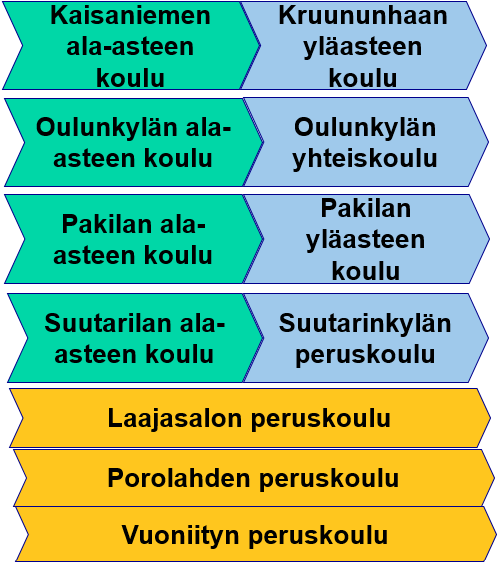 Kaisaniemen
ala-asteen
koulu
Kruununhaan
yläasteen
koulu
Oulunkylän ala-
asteen koulu
Oulunkylän
yhteiskoulu
Pakilan ala-
asteen koulu
Pakilan
yläasteen
koulu
Suutarilan ala-
asteen koulu
Suutarinkylän
peruskoulu
Laajasalon peruskoulu
Porolahden peruskoulu
Vuoniityn peruskoulu